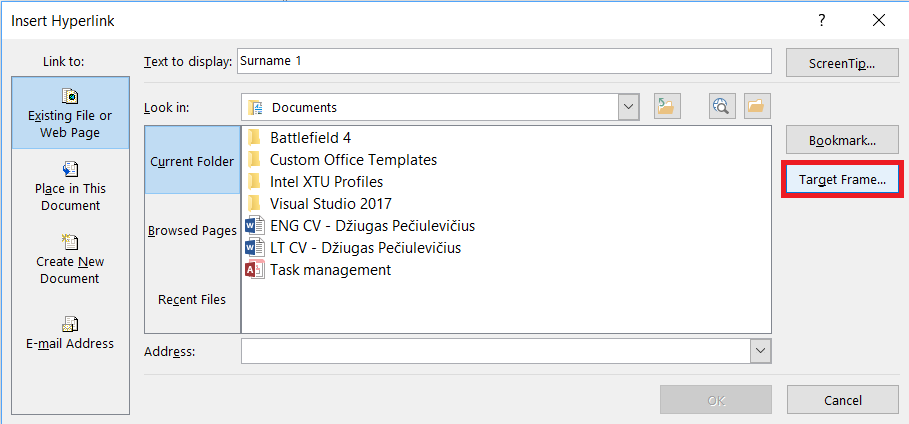 Insert Hyperlink
?
Link to:
Text to display: Surname 1
ScreenTip...
Existing File or
Web Page
Look in: Documents
Current Folder
Battlefield 4
Custom Office Templates
Intel XTU Profiles
Visual Studio 2017
ENG CV - Džiugas Pečiulevičius
LT CV - Džiugas Pečiulevičius
Task management
Bookmark...
Target Frame...
Place in This
Document
Browsed Pages
Create New
Document
Recent Files
E-mail Address
Address:
OK
Cancel